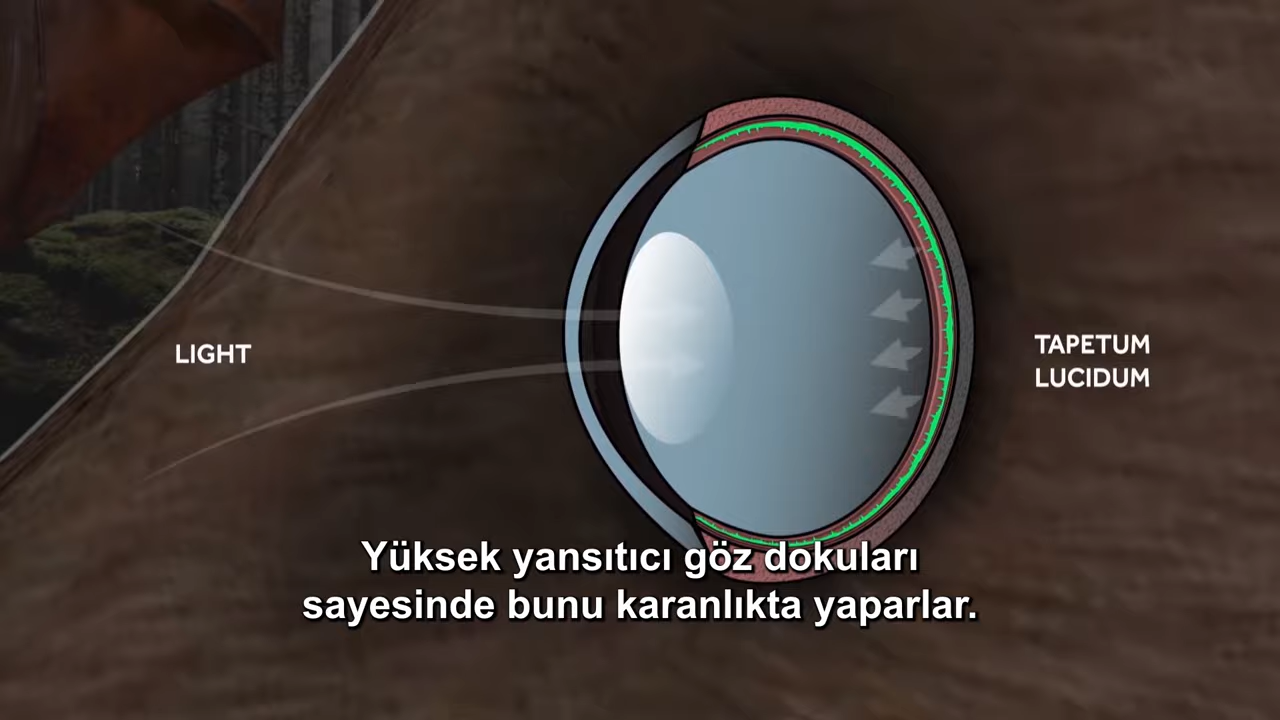 LIGHT
TAPETUM
LUCIDUM
Yüksek yansıtıcı göz dokuları
sayesinde bunu karanlıkta yaparlar.